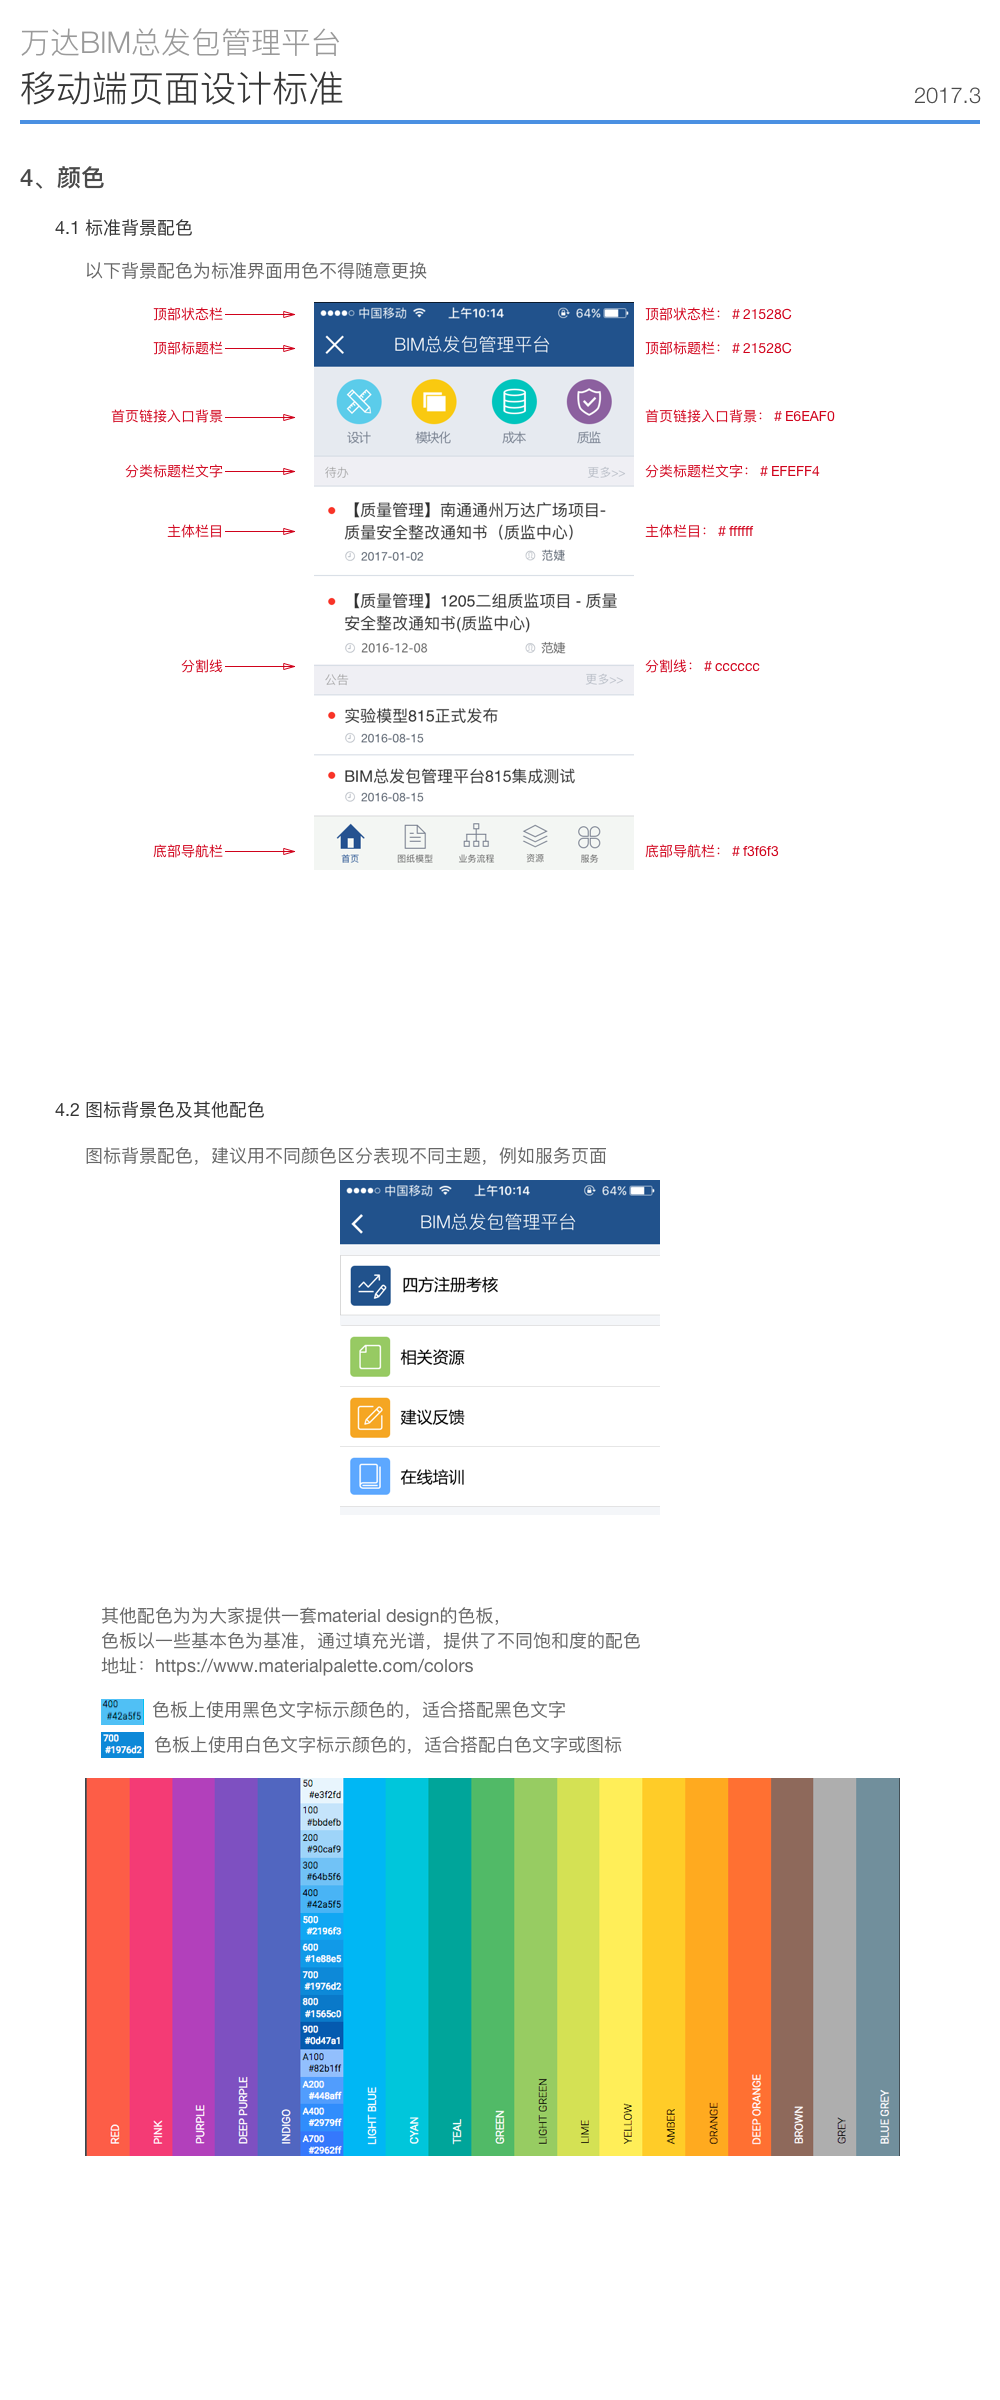 万达BIM总发包管理平台
移动端页面设计标准
2017.3
4、颜色
4.1 标准背景配色
以下背景配色为标准界面用色不得随意更换
顶部状态栏
中国移动
上午10:14
64%
顶部状态栏： # 21528C
顶部标题栏
BIM总发包管理平台
顶部标题栏： # 21528C
首页链接入口背景
首页链接入口背景： # E6EAF0
设计
模块化
成本
质监
分类标题栏文字
待办
更多>>
分类标题栏文字： # EFEFF4
主体栏目
【质量管理】南通通州万达广场项目-
质量安全整改通知书（质监中心）
主体栏目： # ffffff
2017-01-02
范婕
【质量管理】1205二组质监项目 - 质量
安全整改通知书(质监中心)
2016-12-08
范婕
分割线
分割线： # cccccc
公告
更多>>
实验模型815正式发布
2016-08-15
BIM总发包管理平台815集成测试
2016-08-15
底部导航栏
首页
图纸模型
业务流程
资源
服务
底部导航栏： # f3f6f3
4.2 图标背景色及其他配色
图标背景配色，建议用不同颜色区分表现不同主题，例如服务页面
中国移动
上午10:14
64%
BIM总发包管理平台
四方注册考核
相关资源
建议反馈
在线培训
其他配色为为大家提供一套material design的色板，
色板以一些基本色为基准，通过填充光谱，提供了不同饱和度的配色
地址：https://www.materialpalette.com/colors
400
#42a5f5
色板上使用黑色文字标示颜色的，适合搭配黑色文字
700
#1976d2
色板上使用白色文字标示颜色的，适合搭配白色文字或图标
RED
PINK
PURPLE
DEEP PURPLE
INDIGO
50
#e3f2fd
100
#bbdefb
200
#90caf9
300
#64b5f6
400
#42a5f5
500
#2196f3
600
#1e88e5
700
#1976d2
800
#1565c0
900
#0d47a1
A100
#82b1ff
A200
#448aff
A400
#2979ff
A700
#2962ff
LIGHT BLUE
CYAN
TEAL
GREEN
LIGHT GREEN
LIME
YELLOW
AMBER
ORANGE
DEEP ORANGE
BROWN
GREY
BLUE GREY